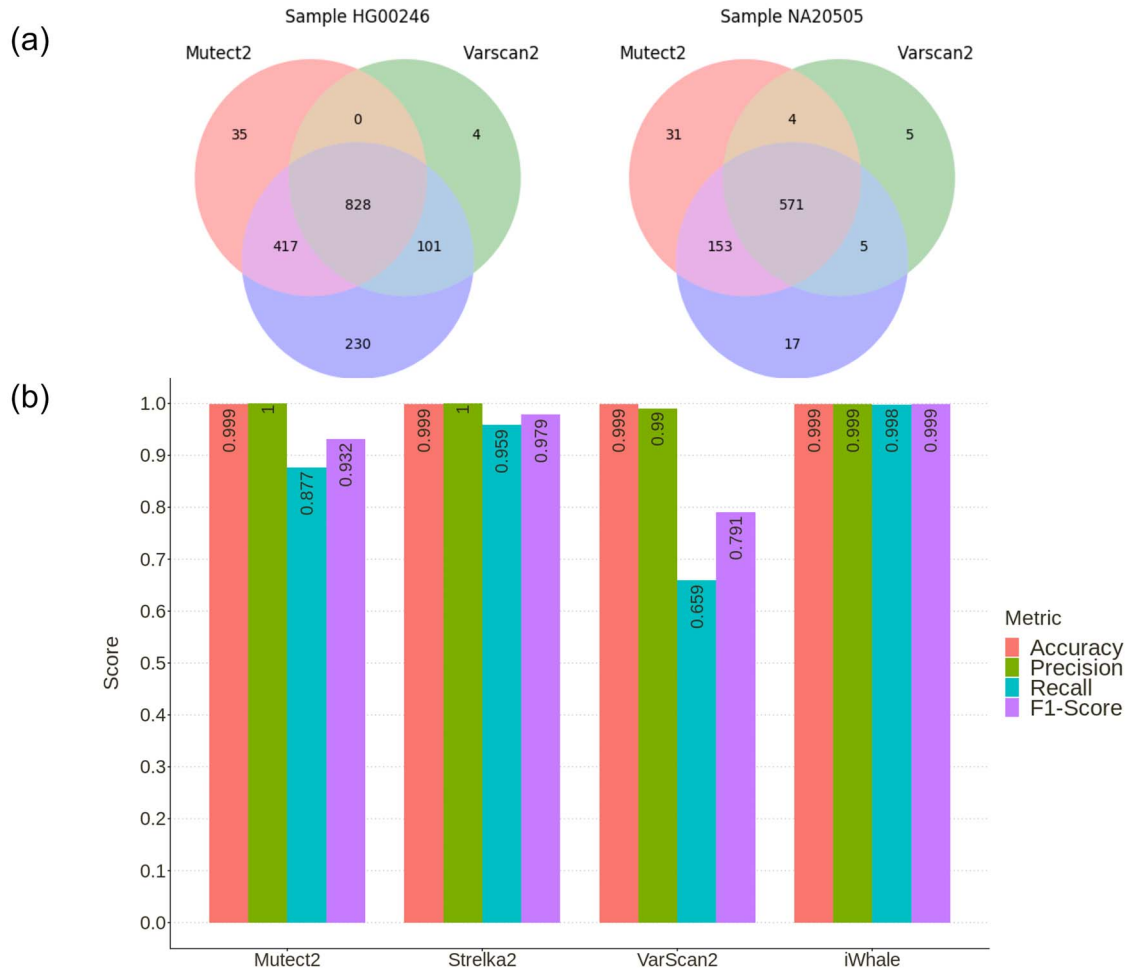 (a)
Sample HG00246
Sample NA20505
Mutect2
Varscan2
Mutect2
Varscan2
35
0
4
828
417
101
230
31
4
5
571
153
5
17
(b)
Score
1.0
0.9
0.8
0.7
0.6
0.5
0.4
0.3
0.2
0.1
0.0
0.999
1
0.877
0.932
0.999
1
0.959
0.979
0.999
0.99
0.659
0.791
0.999
0.999
0.998
0.999
Mutect2
Strelka2
VarScan2
iWhale
Metric
Accuracy
Precision
Recall
F1-Score